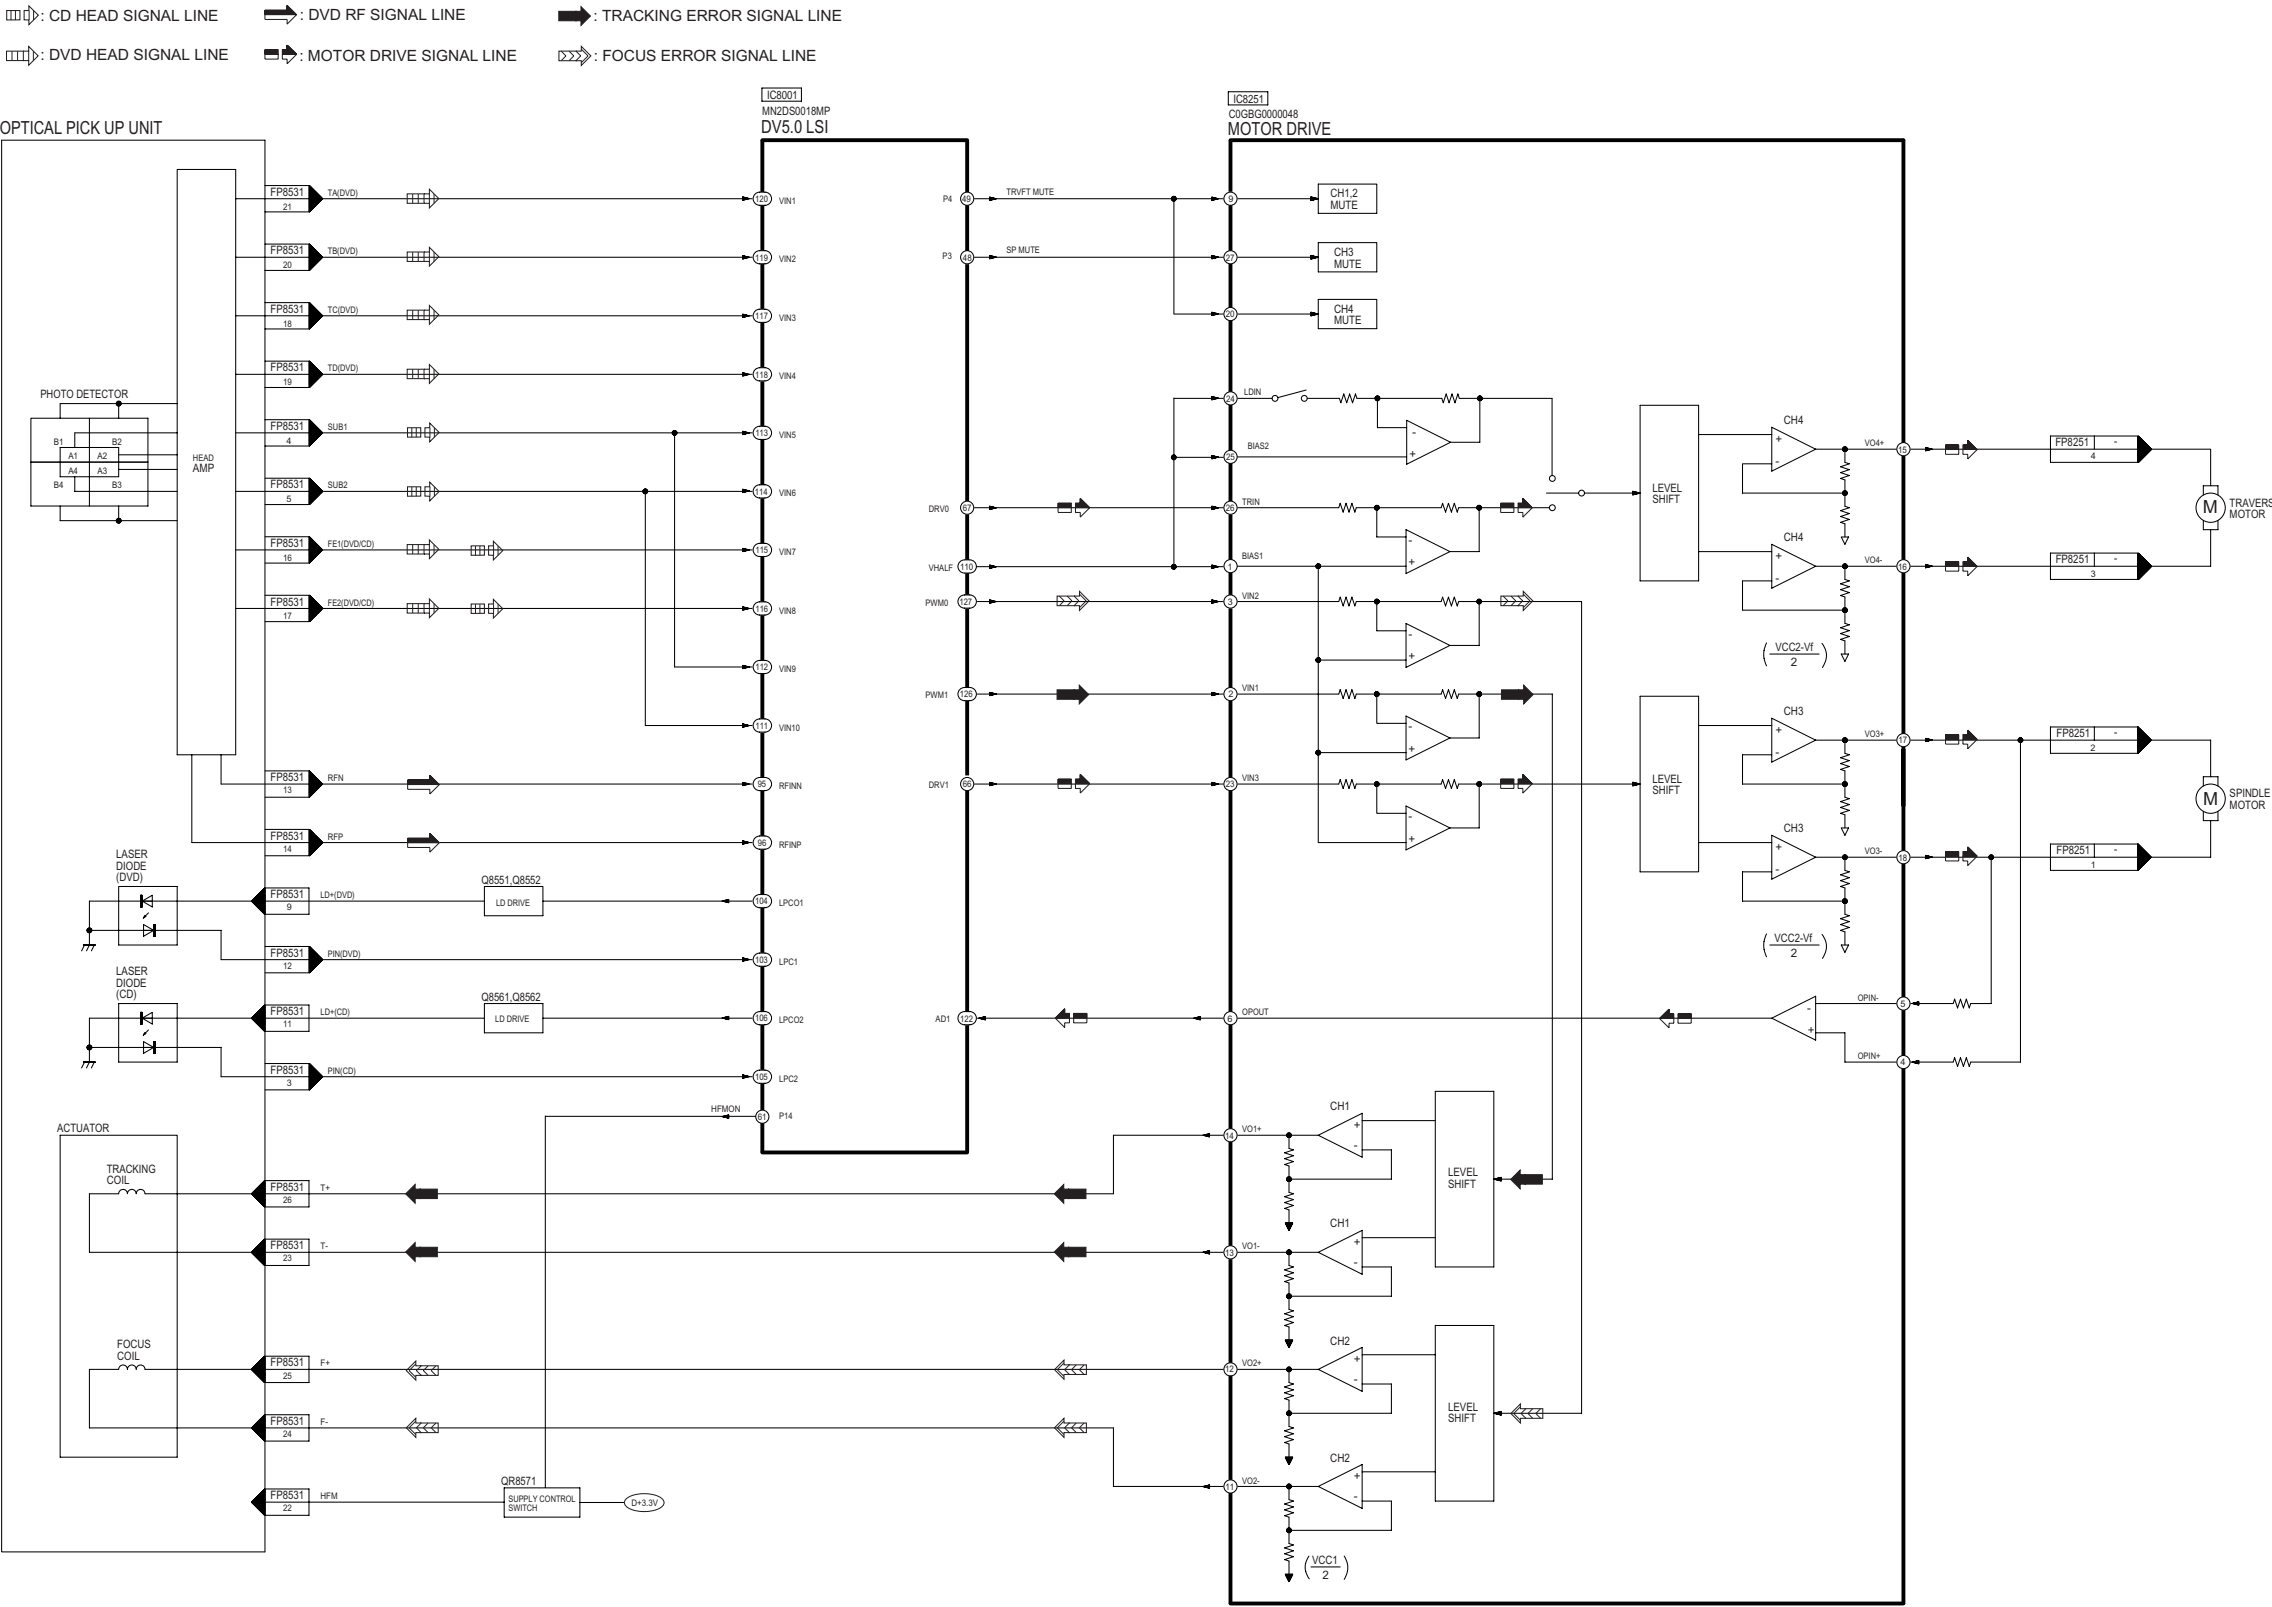 : CD HEAD SIGNAL LINE
: DVD RF SIGNAL LINE
: TRACKING ERROR SIGNAL LINE
: DVD HEAD SIGNAL LINE
: MOTOR DRIVE SIGNAL LINE
: FOCUS ERROR SIGNAL LINE
OPTICAL PICK UP UNIT
PHOTO DETECTOR
B1
B2
A1
A2
A4
A3
B4
B3
HEAD
AMP
LASER
DIODE
(DVD)
LASER
DIODE
(CD)
ACTUATOR
TRACKING
COIL
FOCUS
COIL
FP8531
21
TA(DVD)
FP8531
20
TB(DVD)
FP8531
18
TC(DVD)
FP8531
19
TD(DVD)
FP8531
4
SUB1
FP8531
5
SUB2
FP8531
16
FE1(DVD/CD)
FP8531
17
FE2(DVD/CD)
FP8531
13
RFN
FP8531
14
RFP
FP8531
9
LD+(DVD)
Q8551,Q8552
LD DRIVE
FP8531
12
PIN(DVD)
FP8531
11
LD+(CD)
Q8561,Q8562
LD DRIVE
FP8531
3
PIN(CD)
HFMON
FP8531
26
T+
FP8531
23
T-
FP8531
25
F+
FP8531
24
F-
FP8531
22
HFM
QR8571
SUPPLY CONTROL
SWITCH
D+3.3V
IC8001
MN2DS0018MP
DV5.0 LSI
120 VIN1
119 VIN2
117 VIN3
118 VIN4
113 VIN5
114 VIN6
115 VIN7
116 VIN8
112 VIN9
111 VIN10
95 RFINN
96 RFINP
104 LPCO1
103 LPC1
106 LPCO2
105 LPC2
61 P14
P4 49
TRVFT MUTE
P3 48
SP MUTE
DRV0 67
VHALF 110
PWM0 127
PWM1 126
DRV1 66
AD1 122
IC8251
C0GBG0000048
MOTOR DRIVE
9
CH1,2
MUTE
27
CH3
MUTE
20
CH4
MUTE
24 LDIN
25 BIAS2
26 TRIN
1 BIAS1
3 VIN2
2 VIN1
23 VIN3
6 OPOUT
- +
- +
- +
- +
- +
LEVEL
SHIFT
CH4
+ -
VO4+ 15
CH4
+ -
VO4- 16
(VCC2-Vf
2)
LEVEL
SHIFT
CH3
+ -
VO3+ 17
CH3
+ -
VO3- 18
(VCC2-Vf
2)
- +
OPIN- 5
OPIN+ 4
14 VO1+
CH1
+ -
13 VO1-
CH1
+ -
LEVEL
SHIFT
12 VO2+
CH2
+ -
11 VO2-
CH2
+ -
LEVEL
SHIFT
(VCC1
2)
FP8251 -
4
FP8251 -
3
M
TRAVERS
MOTOR
FP8251 -
2
FP8251 -
1
M
SPINDLE
MOTOR